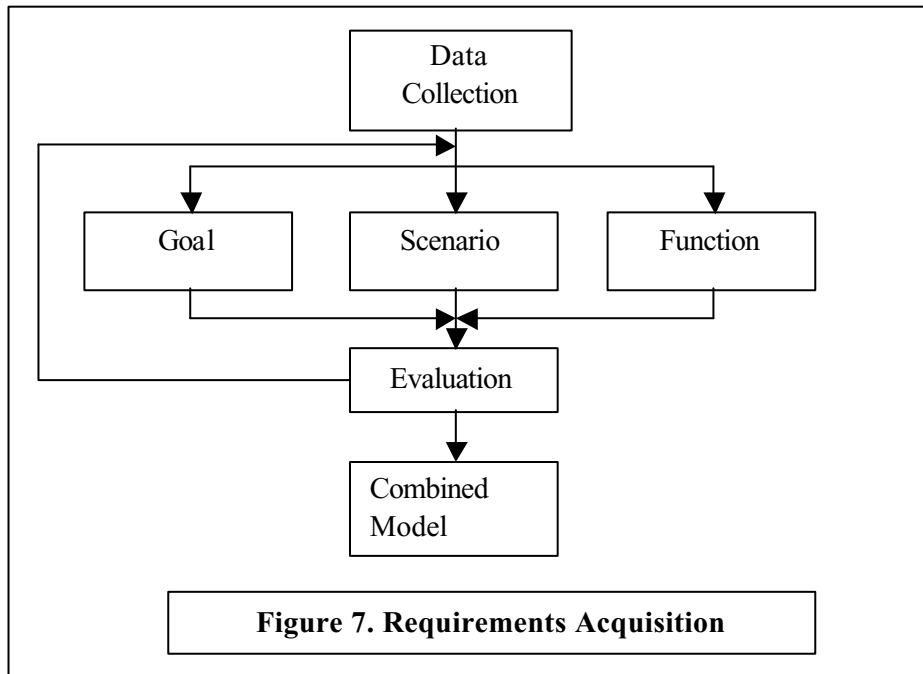 Data
Collection
Goal
Scenario
Function
Evaluation
Combined
Model
Figure 7. Requirements Acquisition